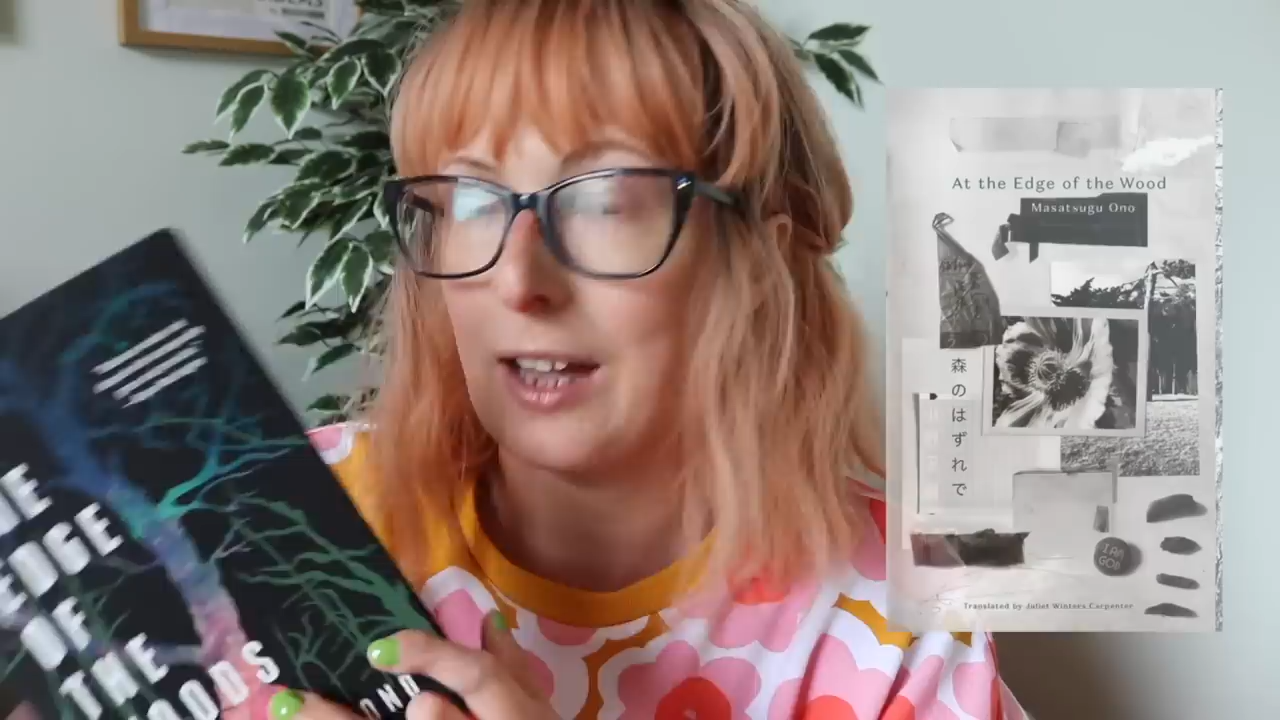 At the Edge of the Wood
Masatsugu Ono
森のはずれで
I AM
GOD
Translated by Juliet Winters Carpenter
EDGE
OF
THE
ONO